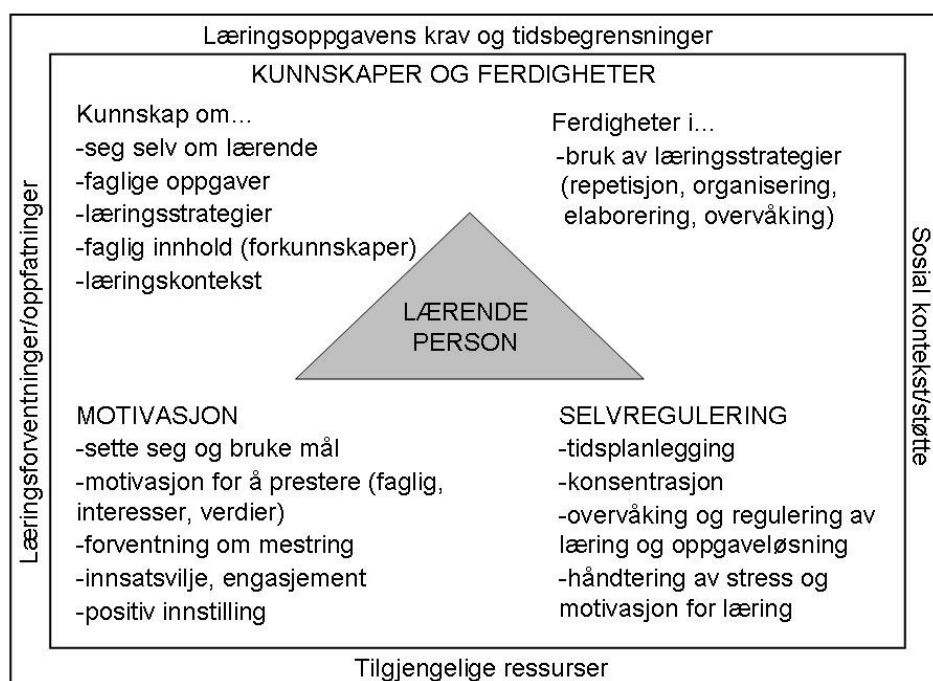 Læringsoppgavens krav og tidsbegrensninger
KUNNSKAPER OG FERDIGHETER
Kunnskap om...
-seg selv om lærende
-faglige oppgaver
-læringsstrategier
-faglig innhold (forkunnskaper)
-læringskontekst
Ferdigheter i...
-bruk av læringsstrategier
(repetisjon, organisering,
elaborering, overvåking)
Læringsforventninger/oppfatninger
LÆRENDE
PERSON
Sosial kontekst/støtte
MOTIVASJON
-sette seg og bruke mål
-motivasjon for å prestere (faglig,
interesser, verdier)
-forventning om mestring
-innsatsvilje, engasjement
-positiv innstilling
SELVREGULERING
-tidsplanlegging
-konsentrasjon
-overvåking og regulering av
læring og oppgaveløsning
-håndtering av stress og
motivasjon for læring
Tilgjengelige ressurser